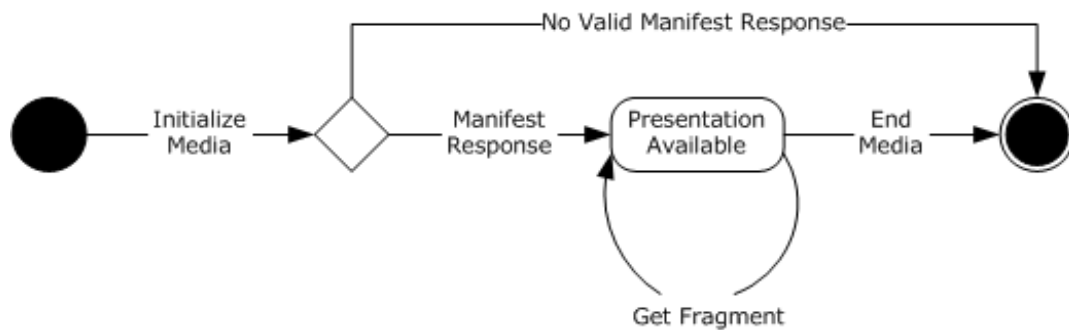 No Valid Manifest Response
Initialize
Media
Manifest
Response
Presentation
Available
End
Media
Get Fragment